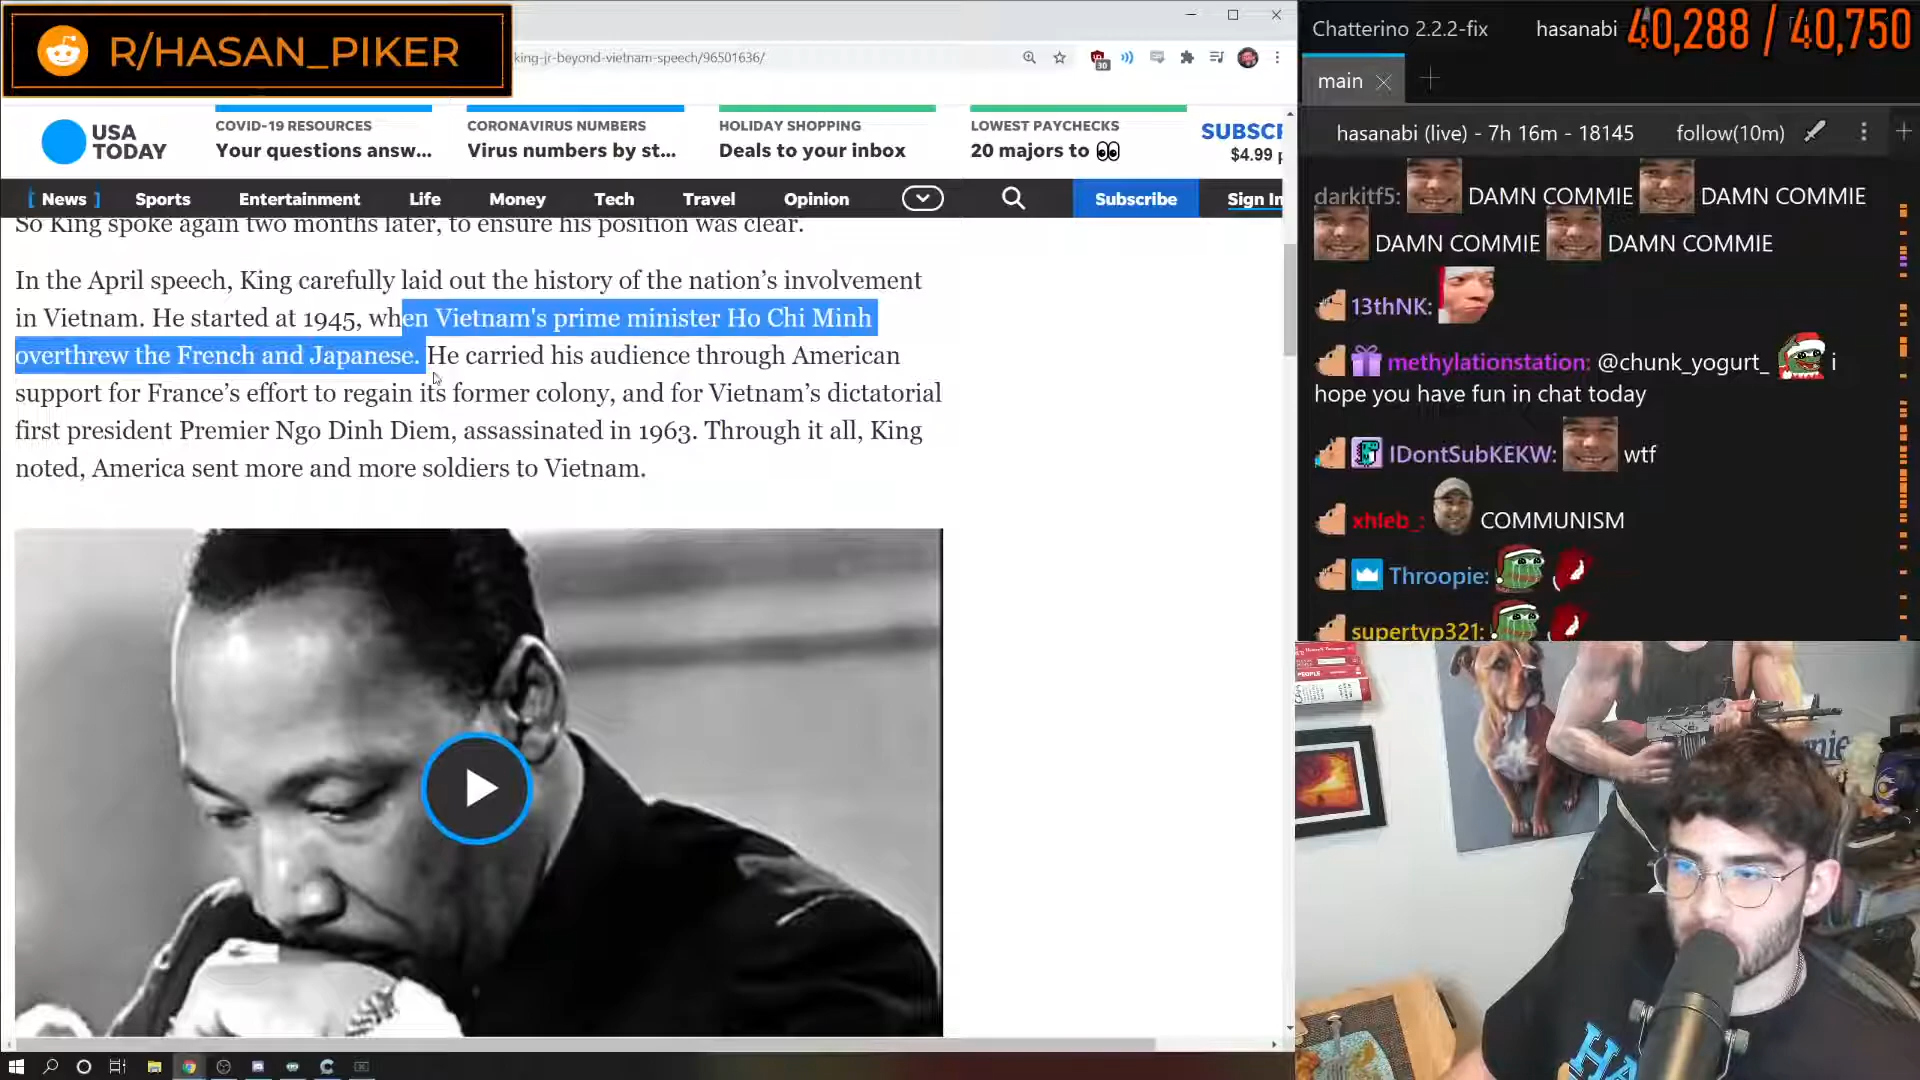 R/HASAN_PIKER
king-jr-beyond-vietnam-speech/96501636/
30
USA
TODAY
COVID-19 RESOURCES
Your questions answ...
CORONAVIRUS NUMBERS
Virus numbers by st...
HOLIDAY SHOPPING
Deals to your inbox
LOWEST PAYCHECKS
20 majors to 👀
SUBSC
$4.99
[ News ] Sports Entertainment Life Money Tech Travel Opinion Subscribe Sign In
So King spoke again two months later, to ensure his position was clear.
In the April speech, King carefully laid out the history of the nation’s involvement
in Vietnam. He started at 1945, when Vietnam's prime minister Ho Chi Minh
overthrew the French and Japanese. He carried his audience through American
support for France’s effort to regain its former colony, and for Vietnam’s dictatorial
first president Premier Ngo Dinh Diem, assassinated in 1963. Through it all, King
noted, America sent more and more soldiers to Vietnam.
Chatterino 2.2.2-fix hasanabi
40,288 / 40,750
main
hasanabi (live) - 7h 16m - 18145 follow(10m)
darkitf5: DAMN COMMIE DAMN COMMIE
DAMN COMMIE DAMN COMMIE
13thNK:
methylationstation: @chunk_yogurt_ i
hope you have fun in chat today
IDontSubKEKW: wtf
xhleb_: COMMUNISM
Throopie:
supertyp321:
PEOPLE
HA